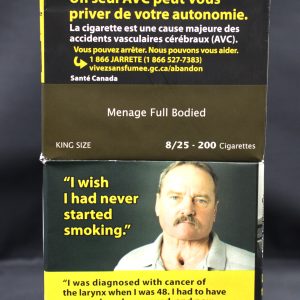 Un seul AVC peut vous
priver de votre autonomie.
La cigarette est une cause majeure des
accidents vasculaires cérébraux (AVC).
Vous pouvez arrêter. Nous pouvons vous aider.
1 866 JARRETE (1 866 527-7383)
vivezsansfumee.gc.ca/abandon
Santé Canada
Menage Full Bodied
KING SIZE 8/25 - 200 Cigarettes
“I wish
I had never
started
smoking.”
“I was diagnosed with cancer of
the larynx when I was 48. I had to have